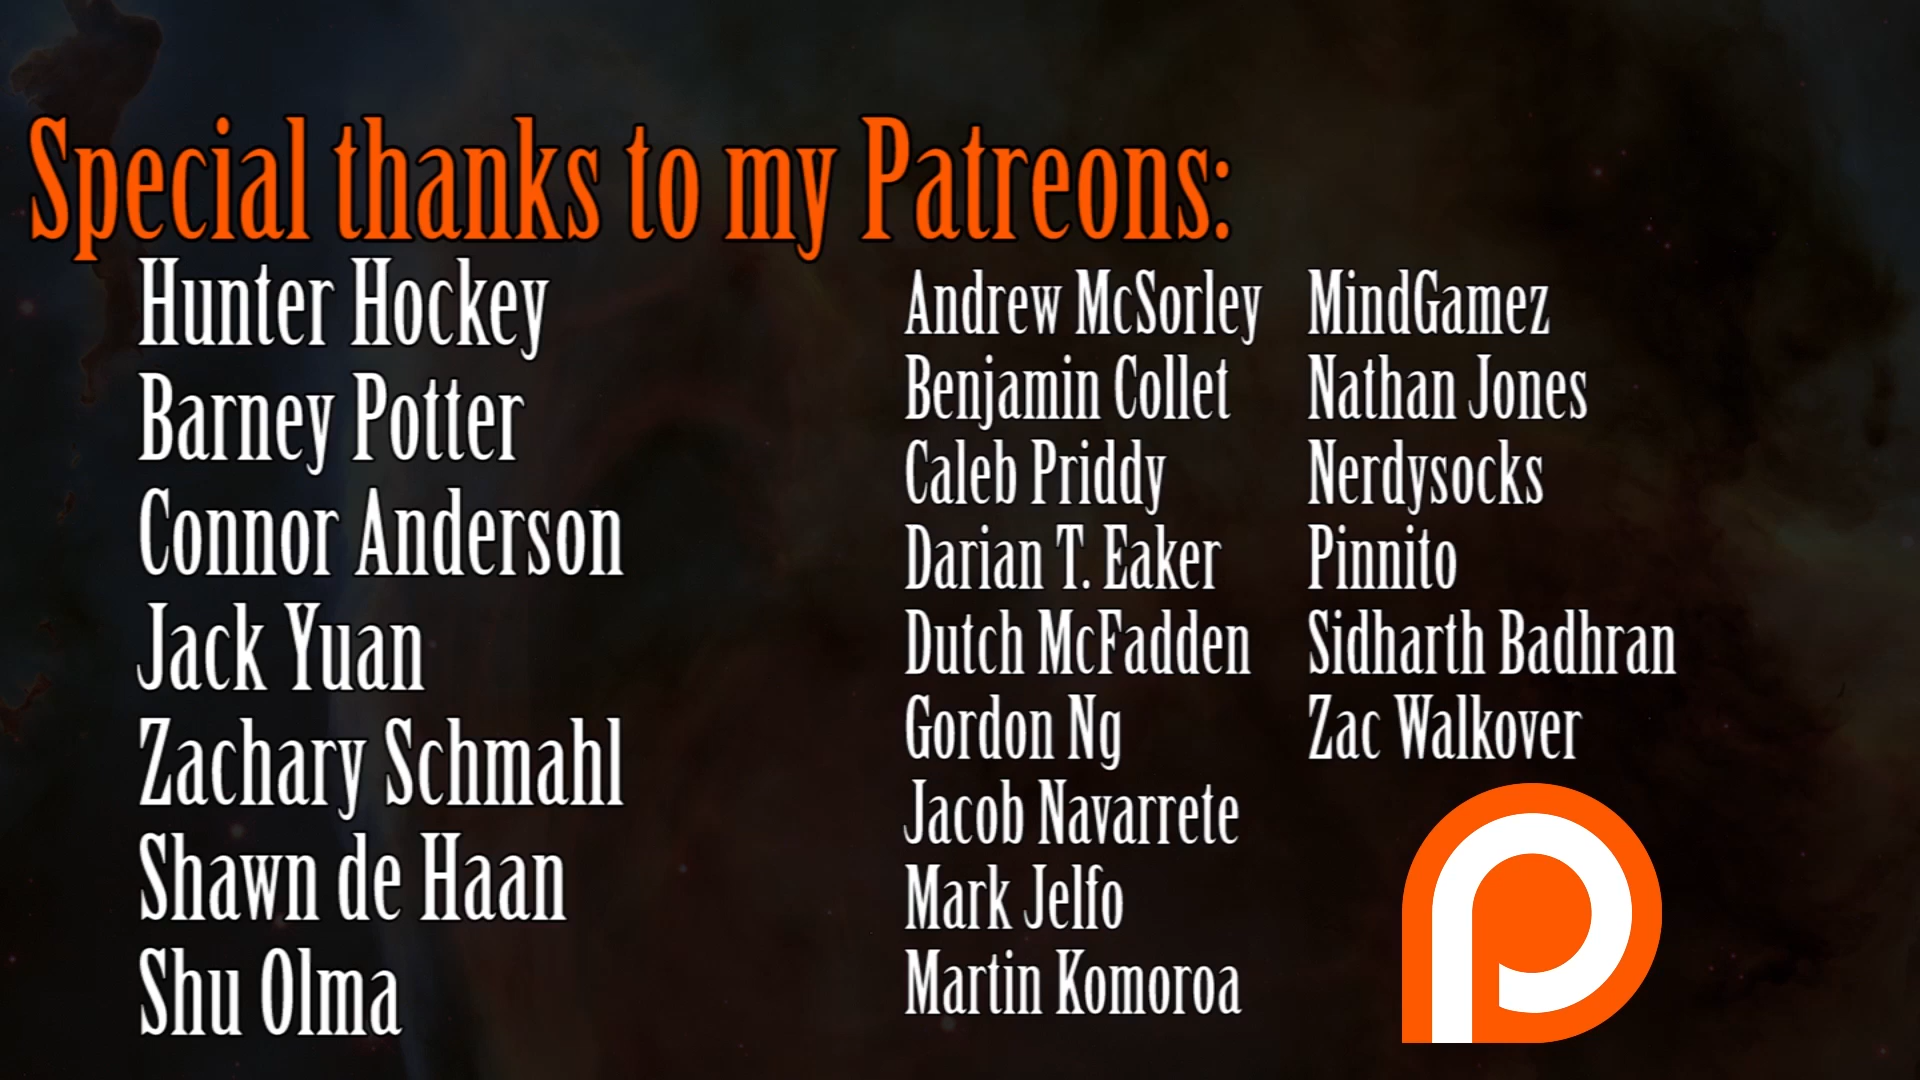 Special thanks to my Patreons:
Hunter Hockey
Barney Potter
Connor Anderson
Jack Yuan
Zachary Schmahl
Shawn de Haan
Shu Olma
Andrew McSorley
Benjamin Collet
Caleb Priddy
Darian T. Eaker
Dutch McFadden
Gordon Ng
Jacob Navarrete
Mark Jelfo
Martin Komoroa
MindGamez
Nathan Jones
Nerdysocks
Pinnito
Sidharth Badhran
Zac Walkover